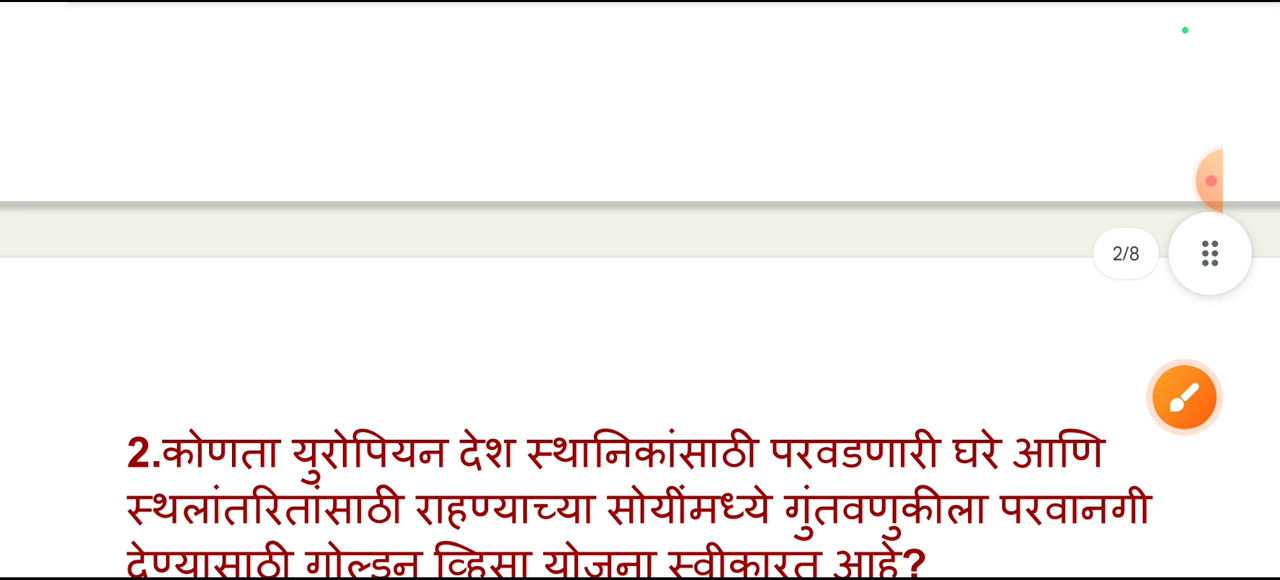 2/8
2.कोणता युरोपियन देश स्थानिकांसाठी परवडणारी घरे आणि
स्थलांतरितांसाठी राहण्याच्या सोयींमध्ये गुंतवणुकीला परवानगी
देण्यासाठी गोल्डन व्हिसा योजना स्वीकारत आहे?